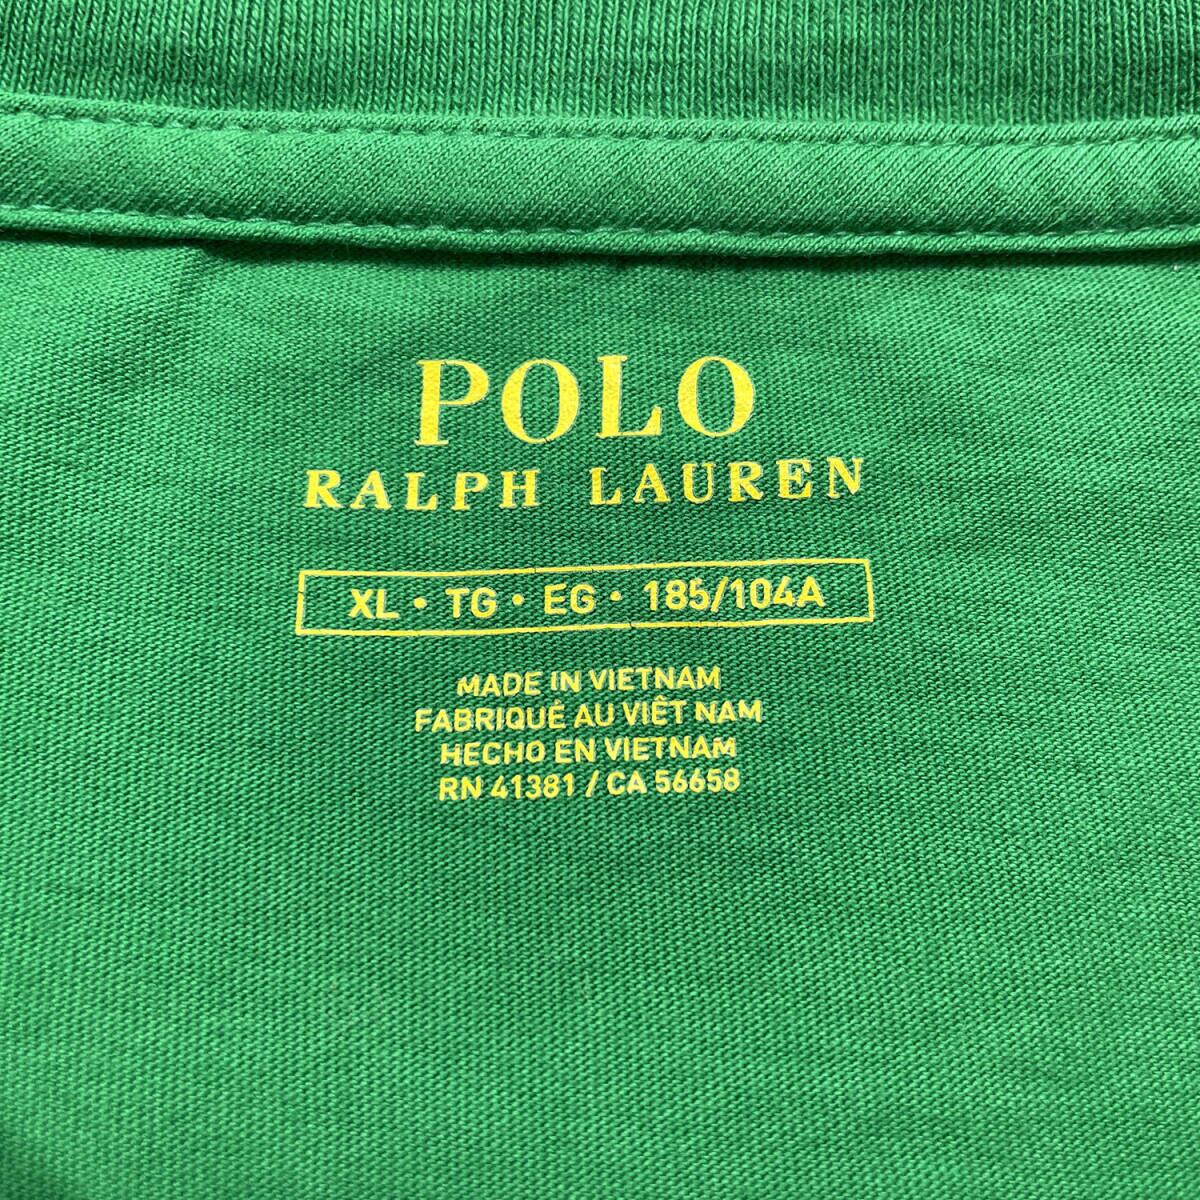 POLO
RALPH LAUREN
XL • TG • EG • 185/104A
MADE IN VIETNAM
FABRIQUÉ AU VIÊT NAM
HECHO EN VIETNAM
RN 41381 / CA 56658